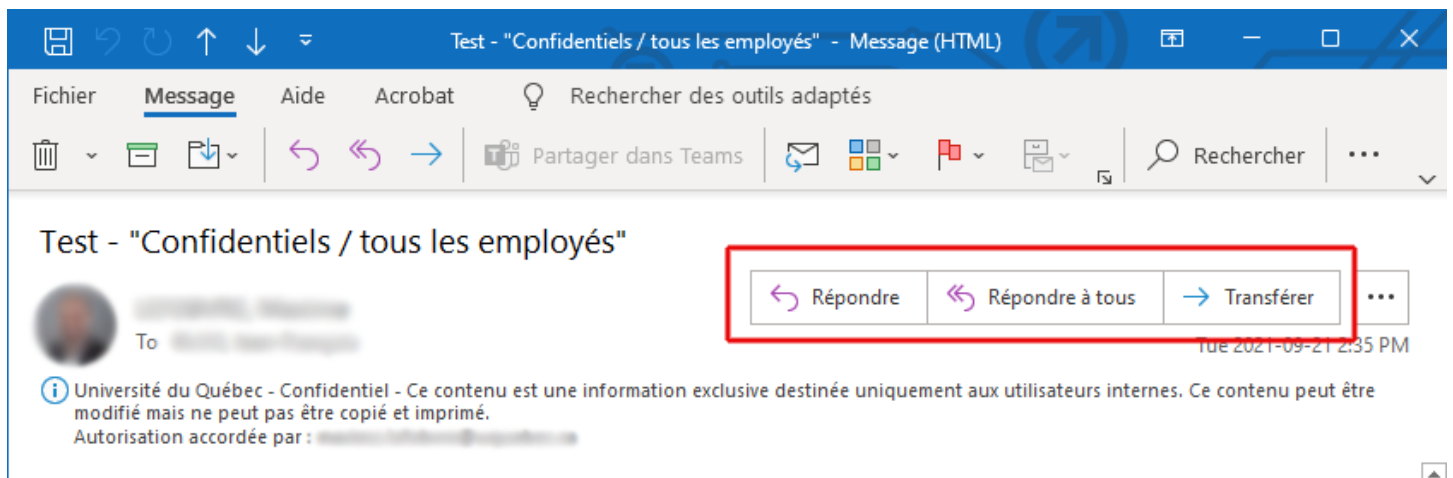 Test - "Confidentiels / tous les employés" - Message (HTML)
Fichier Message Aide Acrobat Rechercher des outils adaptés
Partager dans Teams Rechercher
Test - "Confidentiels / tous les employés"
Répondre Répondre à tous Transférer
To
Tue 2021-09-21 2:35 PM
Université du Québec - Confidentiel - Ce contenu est une information exclusive destinée uniquement aux utilisateurs internes. Ce contenu peut être
modifié mais ne peut pas être copié et imprimé.
Autorisation accordée par :